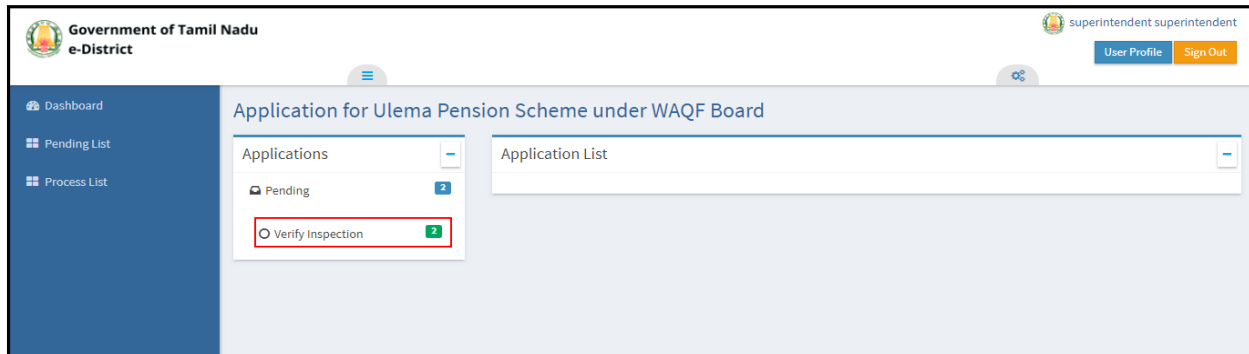 Government of Tamil Nadu
e-District
superintendent superintendent
User Profile
Sign Out
Dashboard
Pending List
Process List
Application for Ulema Pension Scheme under WAQF Board
Applications
Pending 2
Verify Inspection 2
Application List